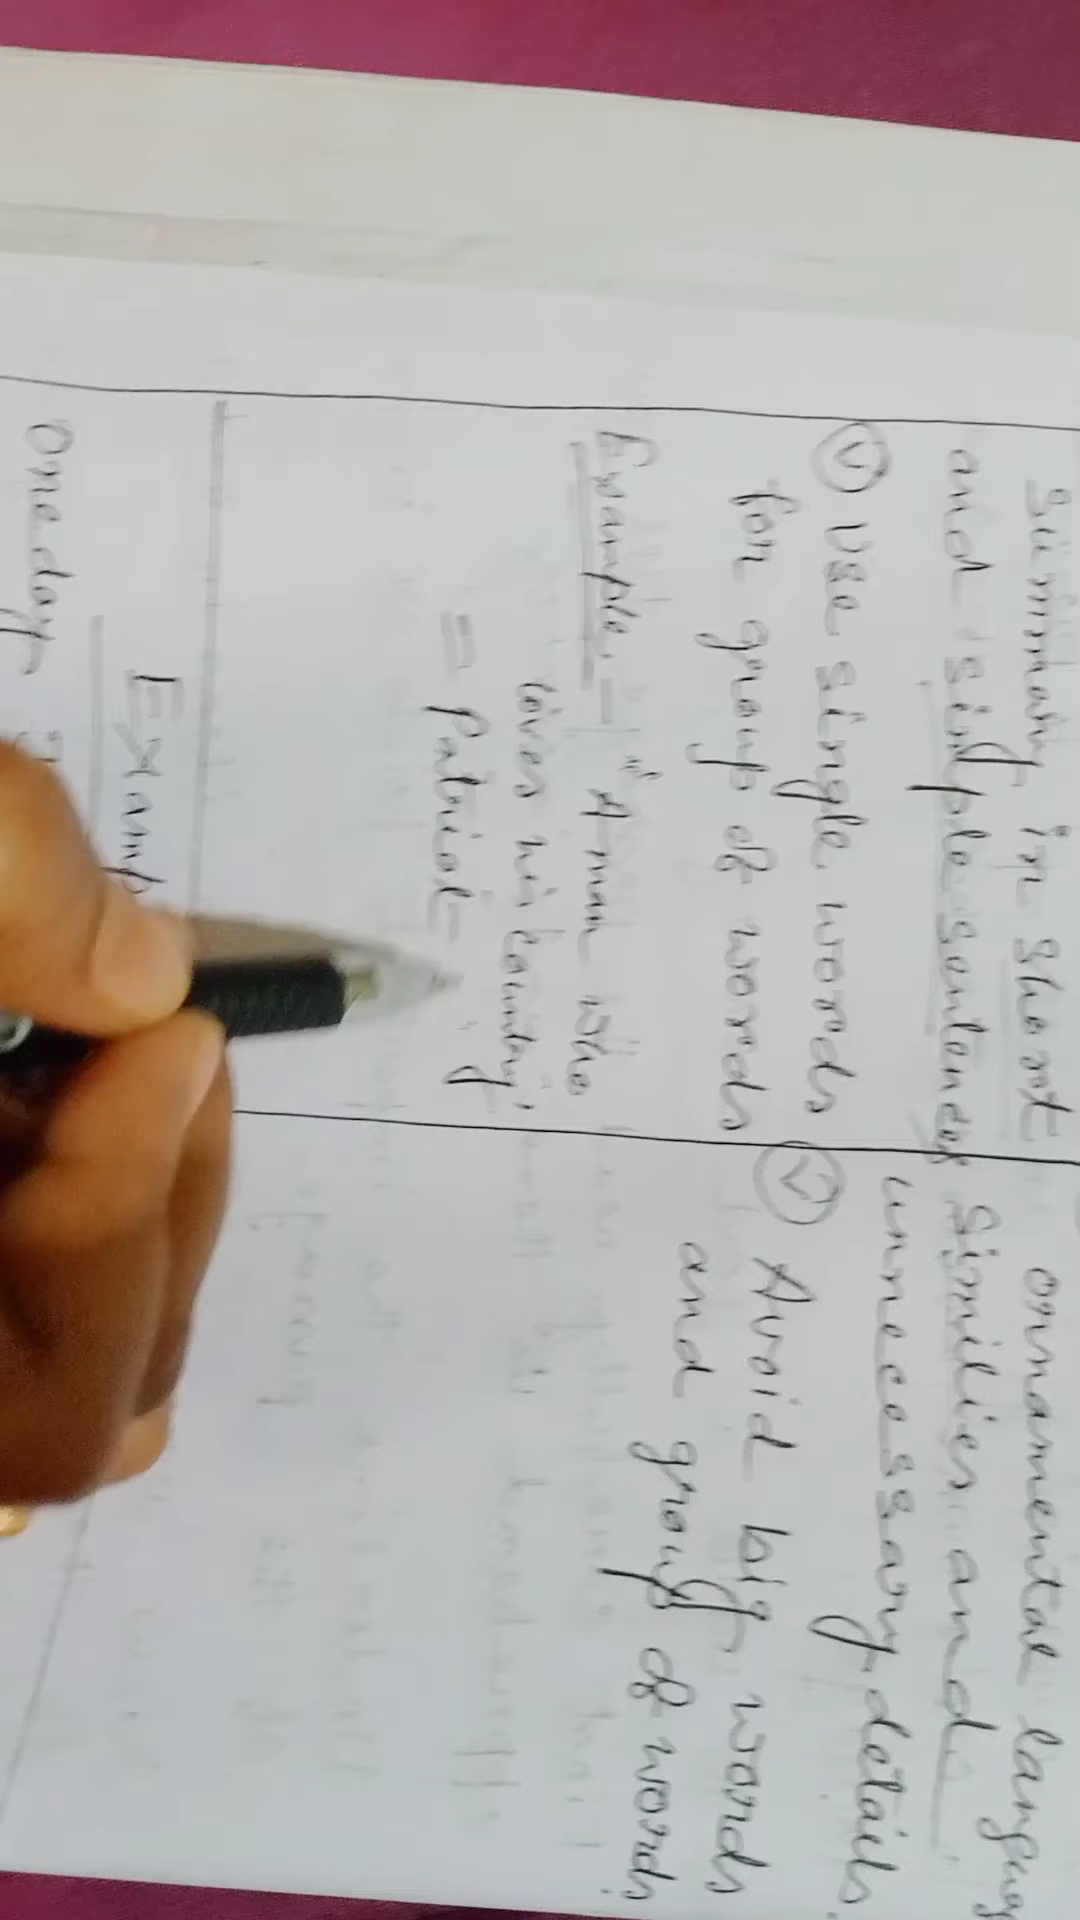 Summary in short
and simple sentences
(V) Use single words
for group of words
Example - "A man who
loves his country"
= Patriot
ornamental langu
Similies and
unnecessary details.
(V) Avoid big words
and group of words
Examp
One day